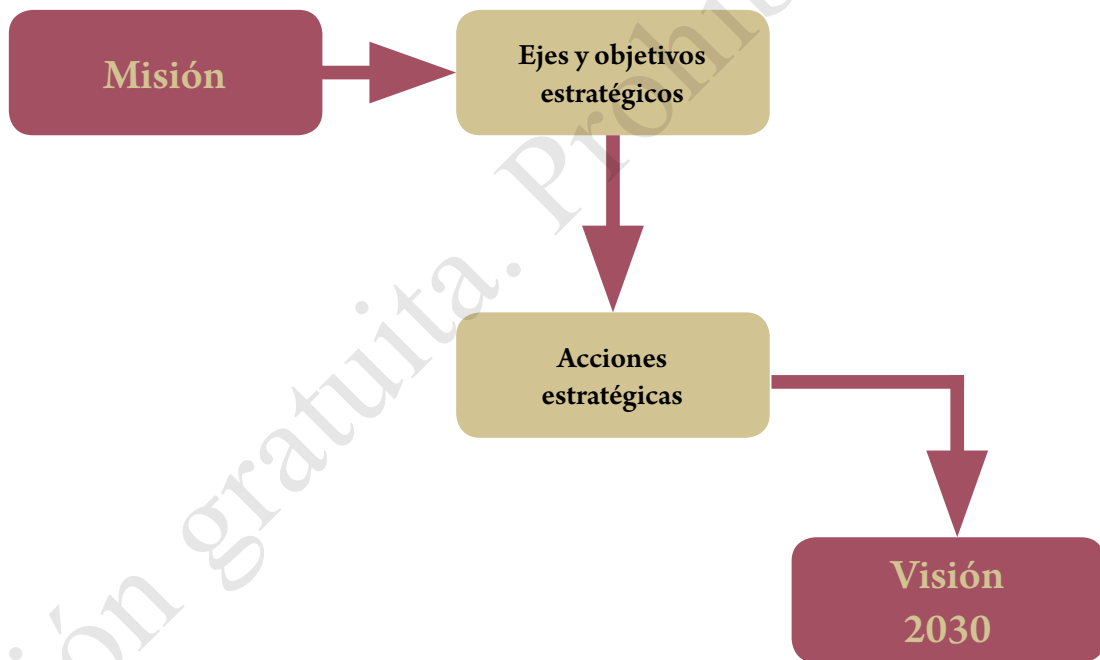 Misión
Ejes y objetivos
estratégicos
Acciones
estratégicas
Visión
2030
gratuita.